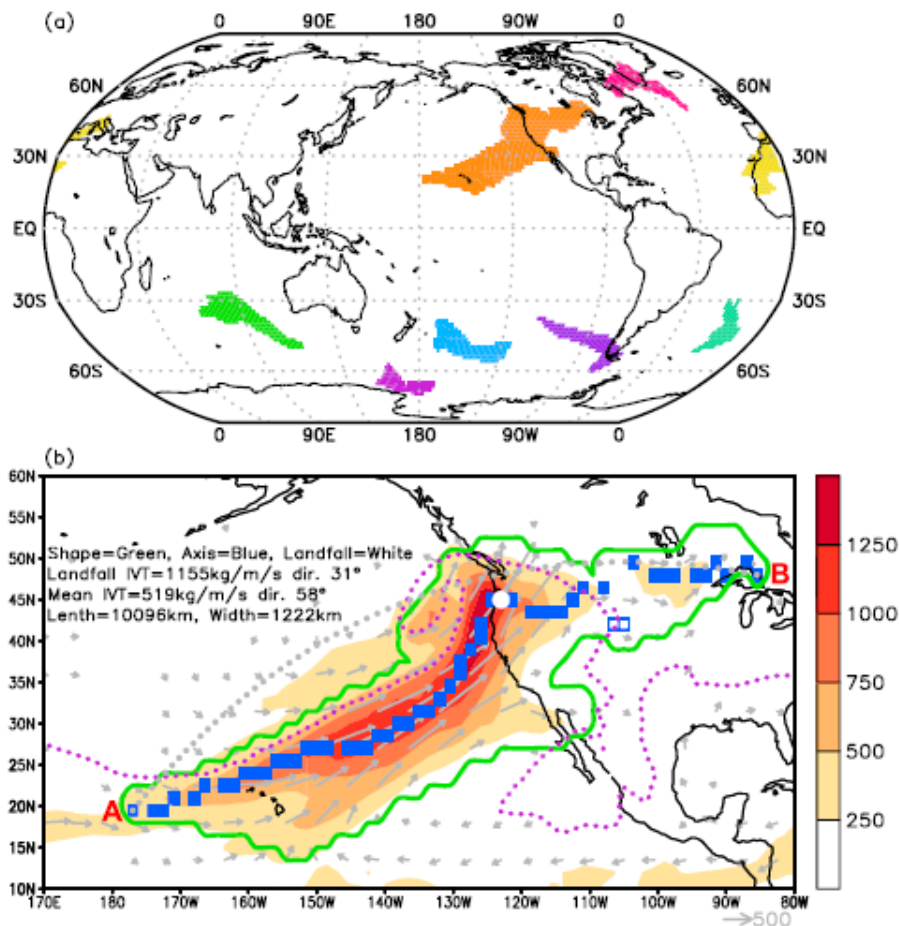 (a)
0 90E 180 90W 0
60N 60N
30N 30N
EQ EQ
30S 30S
60S 60S
0 90E 180 90W 0
(b)
60N
55N
50N
45N
40N
35N
30N
25N
20N
15N
10N
Shape=Green, Axis=Blue, Landfall=White
Landfall IVT=1155kg/m/s dir. 31°
Mean IVT=519kg/m/s dir. 58°
Lenth=10096km, Width=1222km
A
B
1250
1000
750
500
250
170E 180 170W 160W 150W 140W 130W 120W 110W 100W 90W 80W
500